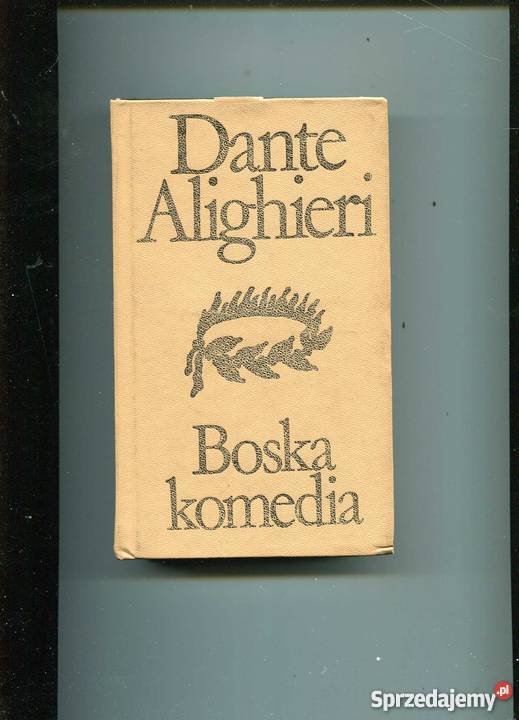 Dante
Alighieri
Boska
komedia
Sprzedajemy.pl